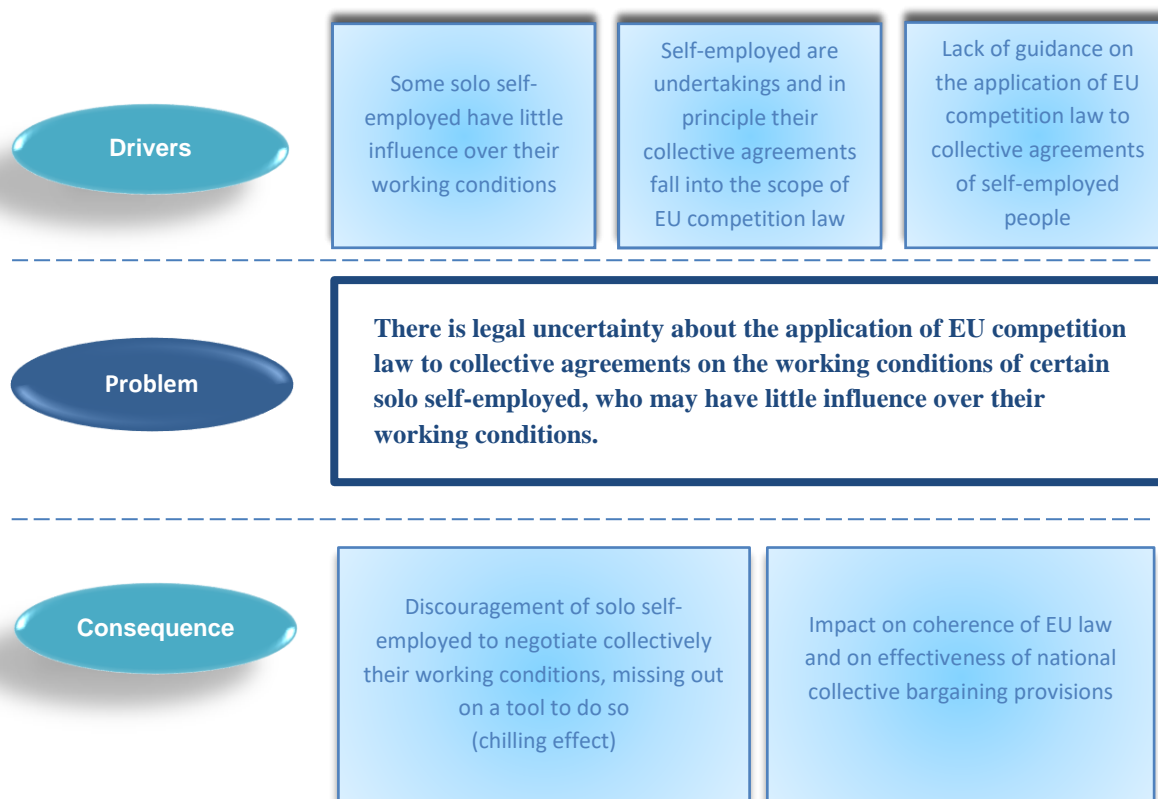 Drivers
Some solo self-
employed have little
influence over their
working conditions
Self-employed are
undertakings and in
principle their
collective agreements
fall into the scope of
EU competition law
Lack of guidance on
the application of EU
competition law to
collective agreements
of self-employed
people
Problem
There is legal uncertainty about the application of EU competition
law to collective agreements on the working conditions of certain
solo self-employed, who may have little influence over their
working conditions.
Consequence
Discouragement of solo self-
employed to negotiate collectively
their working conditions, missing out
on a tool to do so
(chilling effect)
Impact on coherence of EU law
and on effectiveness of national
collective bargaining provisions